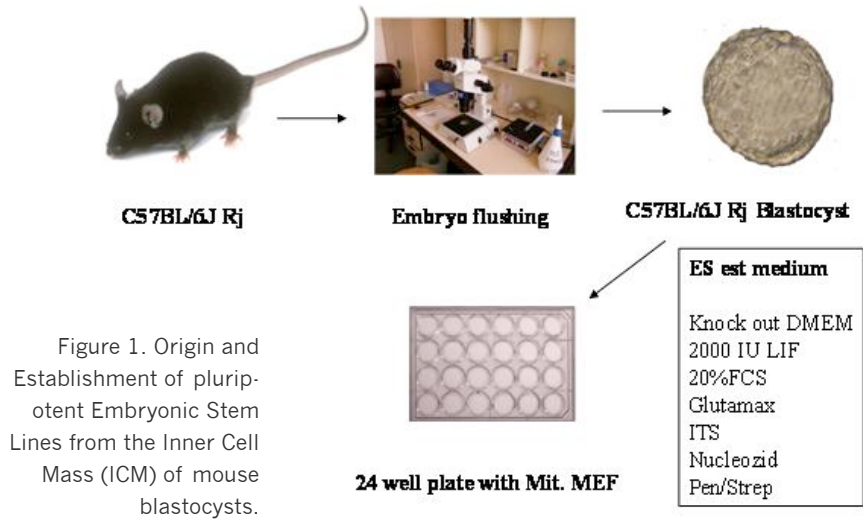 C57BL/6J Rj
Embryo flushing
C57BL/6J Rj Blastocyst
ES est medium
Knock out DMEM
2000 IU LIF
20%FCS
Glutamax
ITS
Nucleozid
Pen/Strep
24 well plate with Mit. MEF
Figure 1. Origin and
Establishment of plurip-
otent Embryonic Stem
Lines from the Inner Cell
Mass (ICM) of mouse
blastocysts.